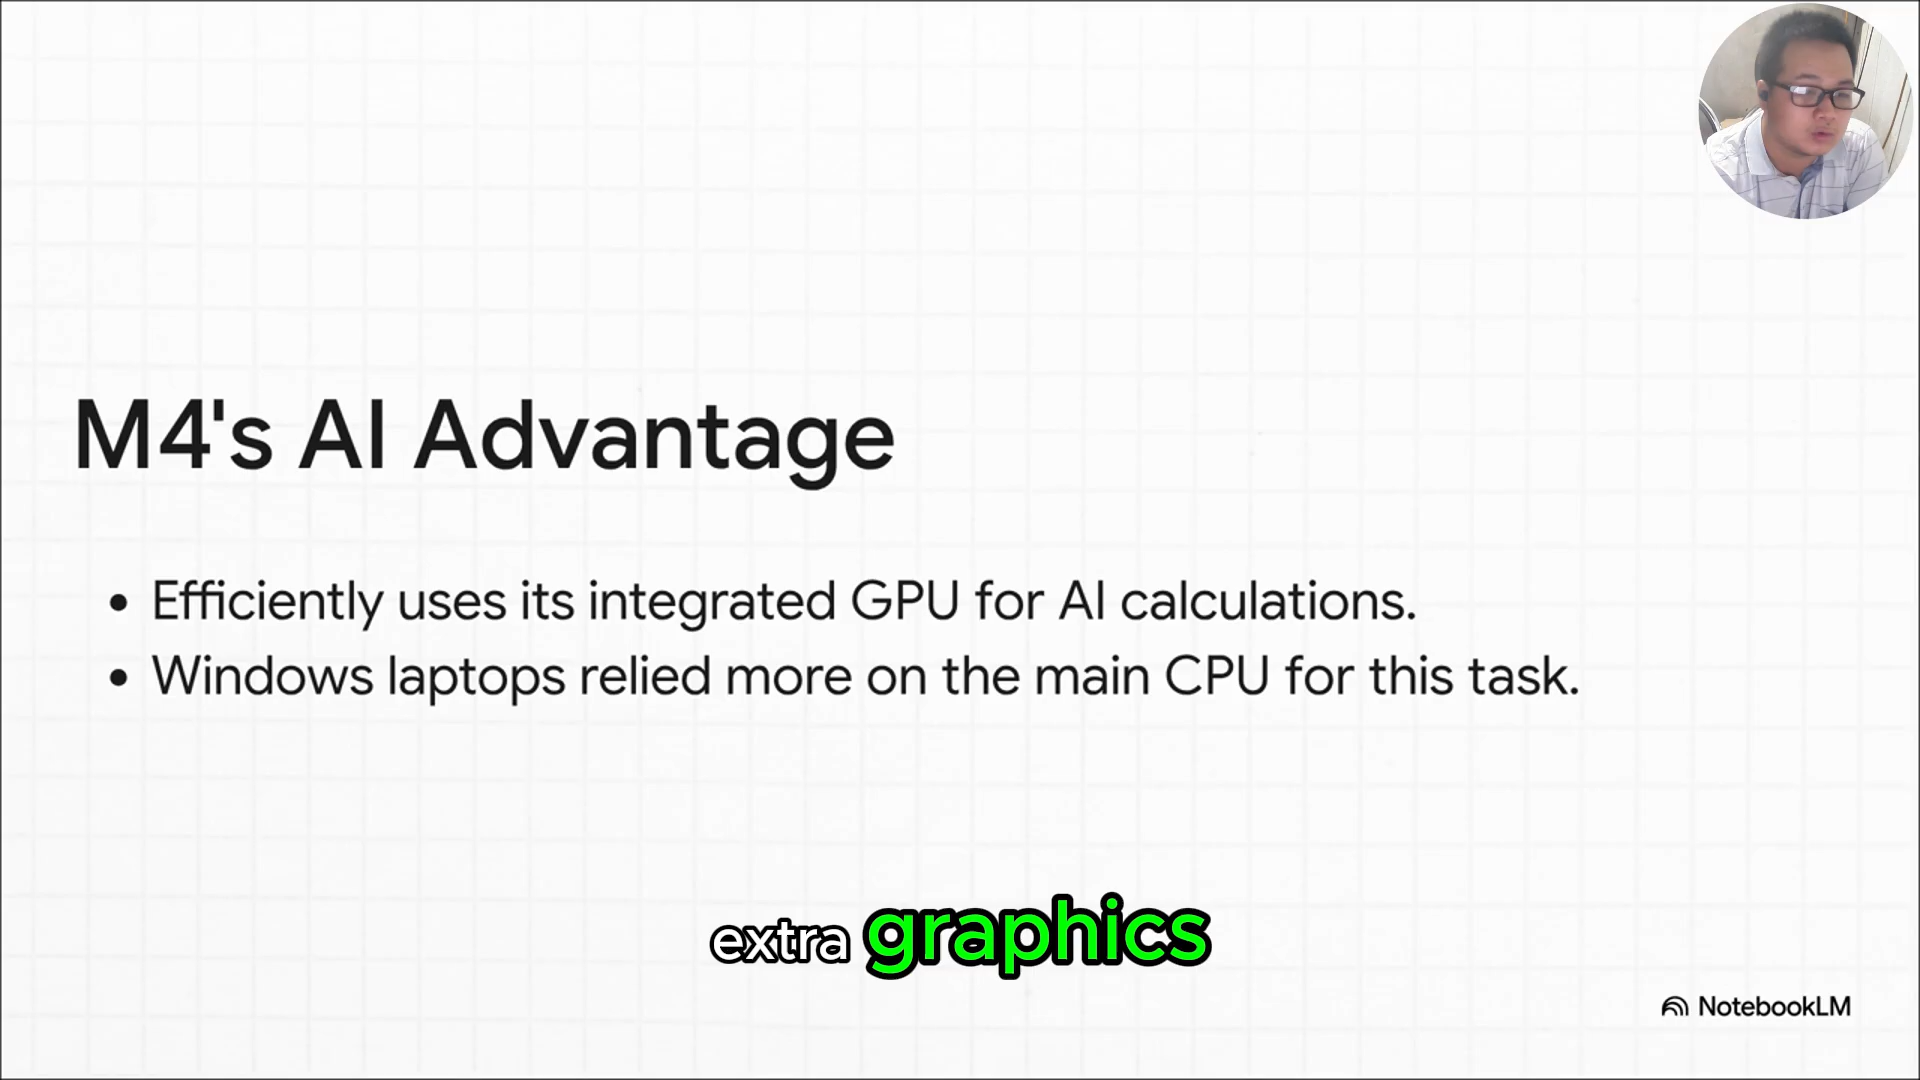 M4's AI Advantage
• Efficiently uses its integrated GPU for AI calculations.
• Windows laptops relied more on the main CPU for this task.
extra graphics
NotebookLM